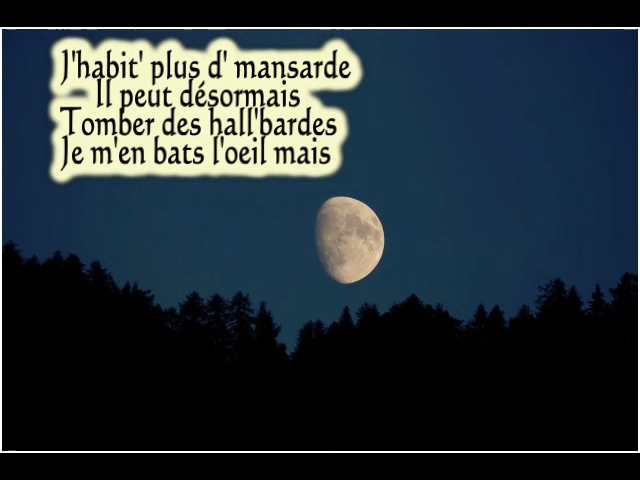 J'habit' plus d' mansarde
Il peut désormais
Tomber des hall'bardes
Je m'en bats l'oeil mais